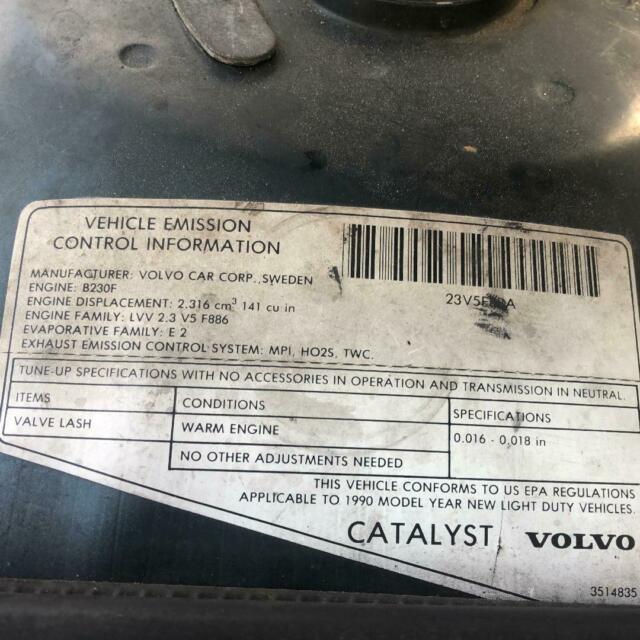 VEHICLE EMISSION
CONTROL INFORMATION
MANUFACTURER: VOLVO CAR CORP., SWEDEN
ENGINE: B230F
ENGINE DISPLACEMENT: 2.316 cm³ 141 cu in
ENGINE FAMILY: LVV 2.3 V5 F886
EVAPORATIVE FAMILY: E 2
EXHAUST EMISSION CONTROL SYSTEM: MPI, HO2S, TWC.
TUNE-UP SPECIFICATIONS WITH NO ACCESSORIES IN OPERATION AND TRANSMISSION IN NEUTRAL.
ITEMS CONDITIONS SPECIFICATIONS
VALVE LASH WARM ENGINE 0.016 - 0,018 in
NO OTHER ADJUSTMENTS NEEDED
THIS VEHICLE CONFORMS TO US EPA REGULATIONS
APPLICABLE TO 1990 MODEL YEAR NEW LIGHT DUTY VEHICLES.
CATALYST VOLVO
3514835